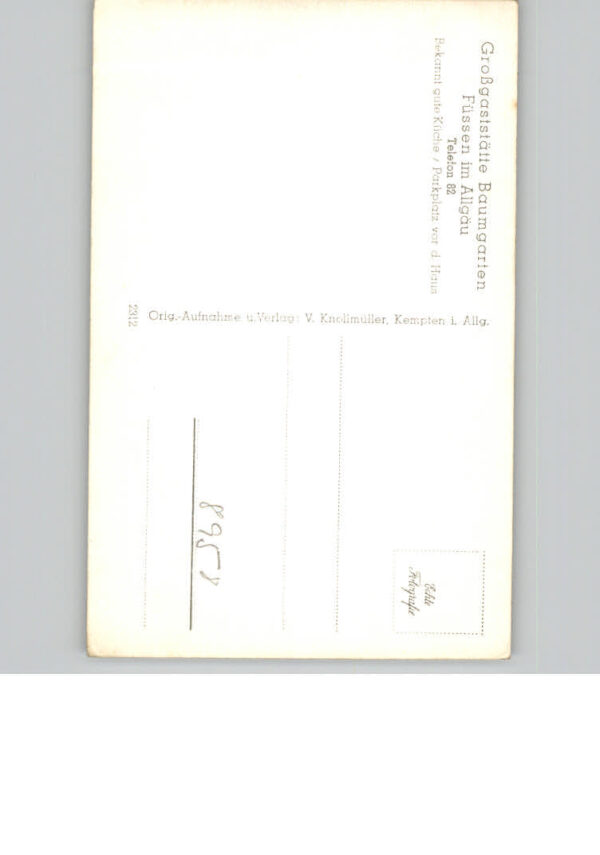 Großgaststätte Baumgarten
Füssen im Allgäu
Telefon 82
Bekannt gute Küche / Parkplatz vor d. Haus
2312
Orig.-Aufnahme u. Verlag: V. Knollmüller, Kempten i. Allg.
Echte
Fotografie